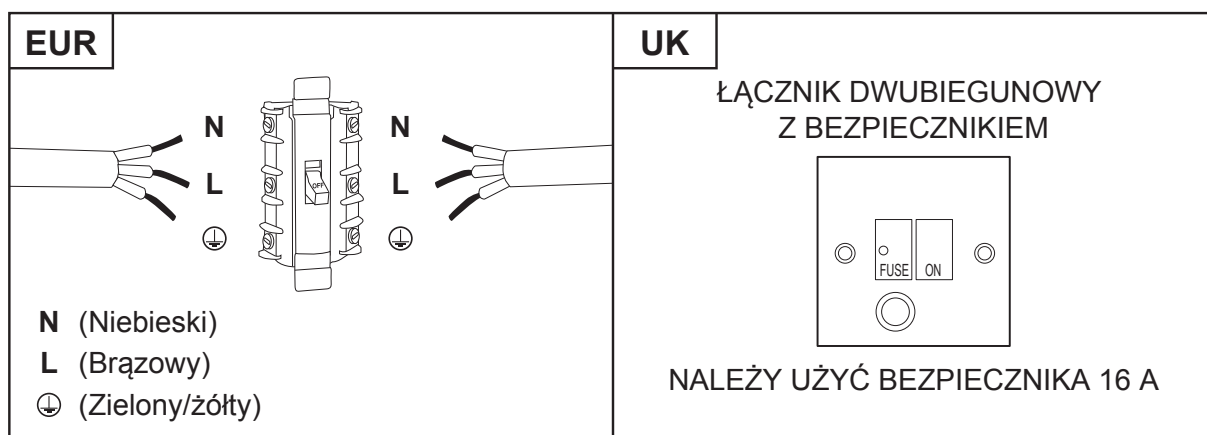 EUR
N
L
N
L
OFF
N (Niebieski)
L (Brązowy)
(Zielony/żółty)
UK
ŁĄCZNIK DWUBIEGUNOWY
Z BEZPIECZNIKIEM
FUSE ON
NALEŻY UŻYĆ BEZPIECZNIKA 16 A